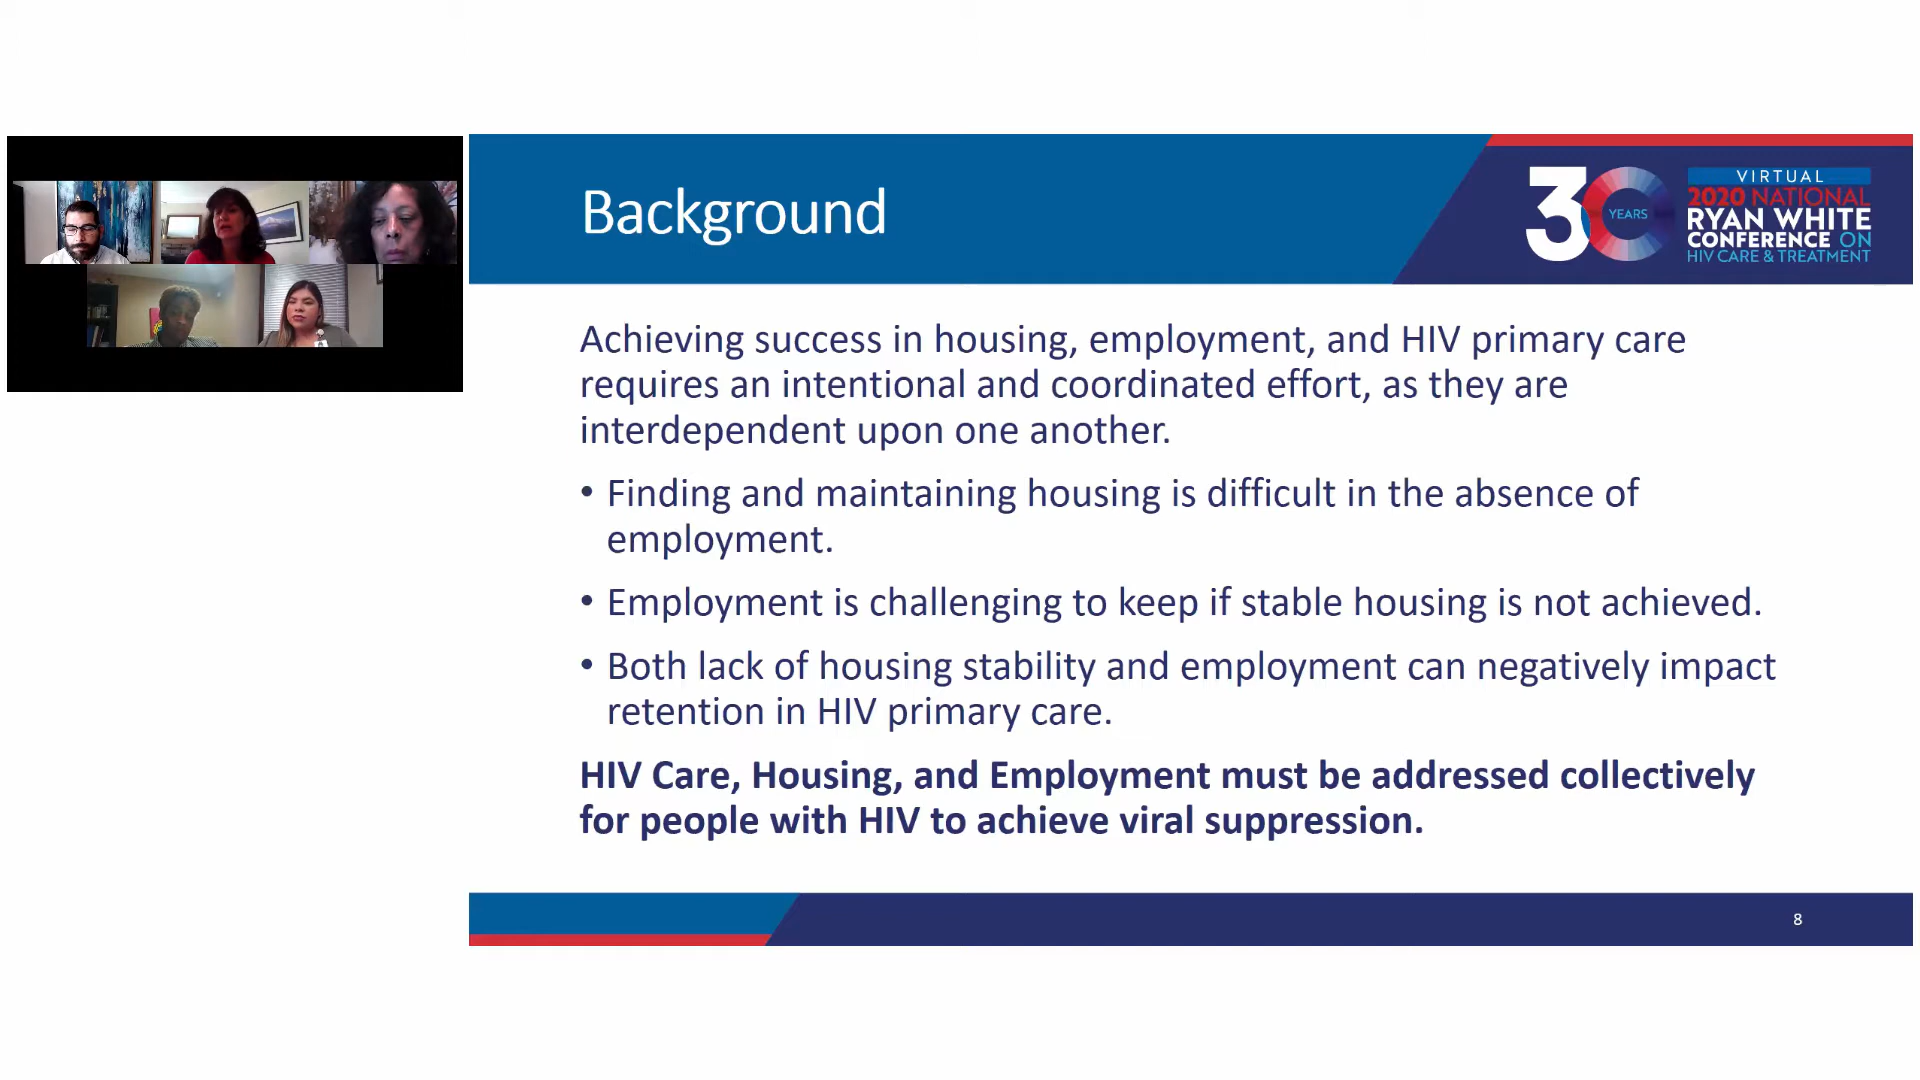 Background
30
YEARS
VIRTUAL
2020 NATIONAL
RYAN WHITE
CONFERENCE ON
HIV CARE & TREATMENT
Achieving success in housing, employment, and HIV primary care
requires an intentional and coordinated effort, as they are
interdependent upon one another.
• Finding and maintaining housing is difficult in the absence of
employment.
• Employment is challenging to keep if stable housing is not achieved.
• Both lack of housing stability and employment can negatively impact
retention in HIV primary care.
HIV Care, Housing, and Employment must be addressed collectively
for people with HIV to achieve viral suppression.
8